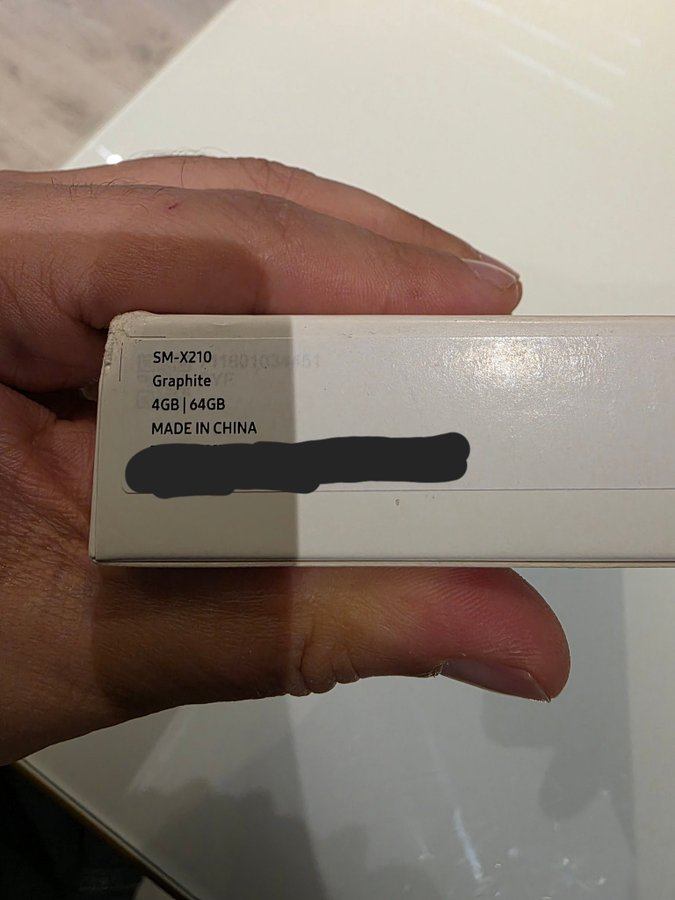 SM-X210
Graphite
4GB | 64GB
MADE IN CHINA